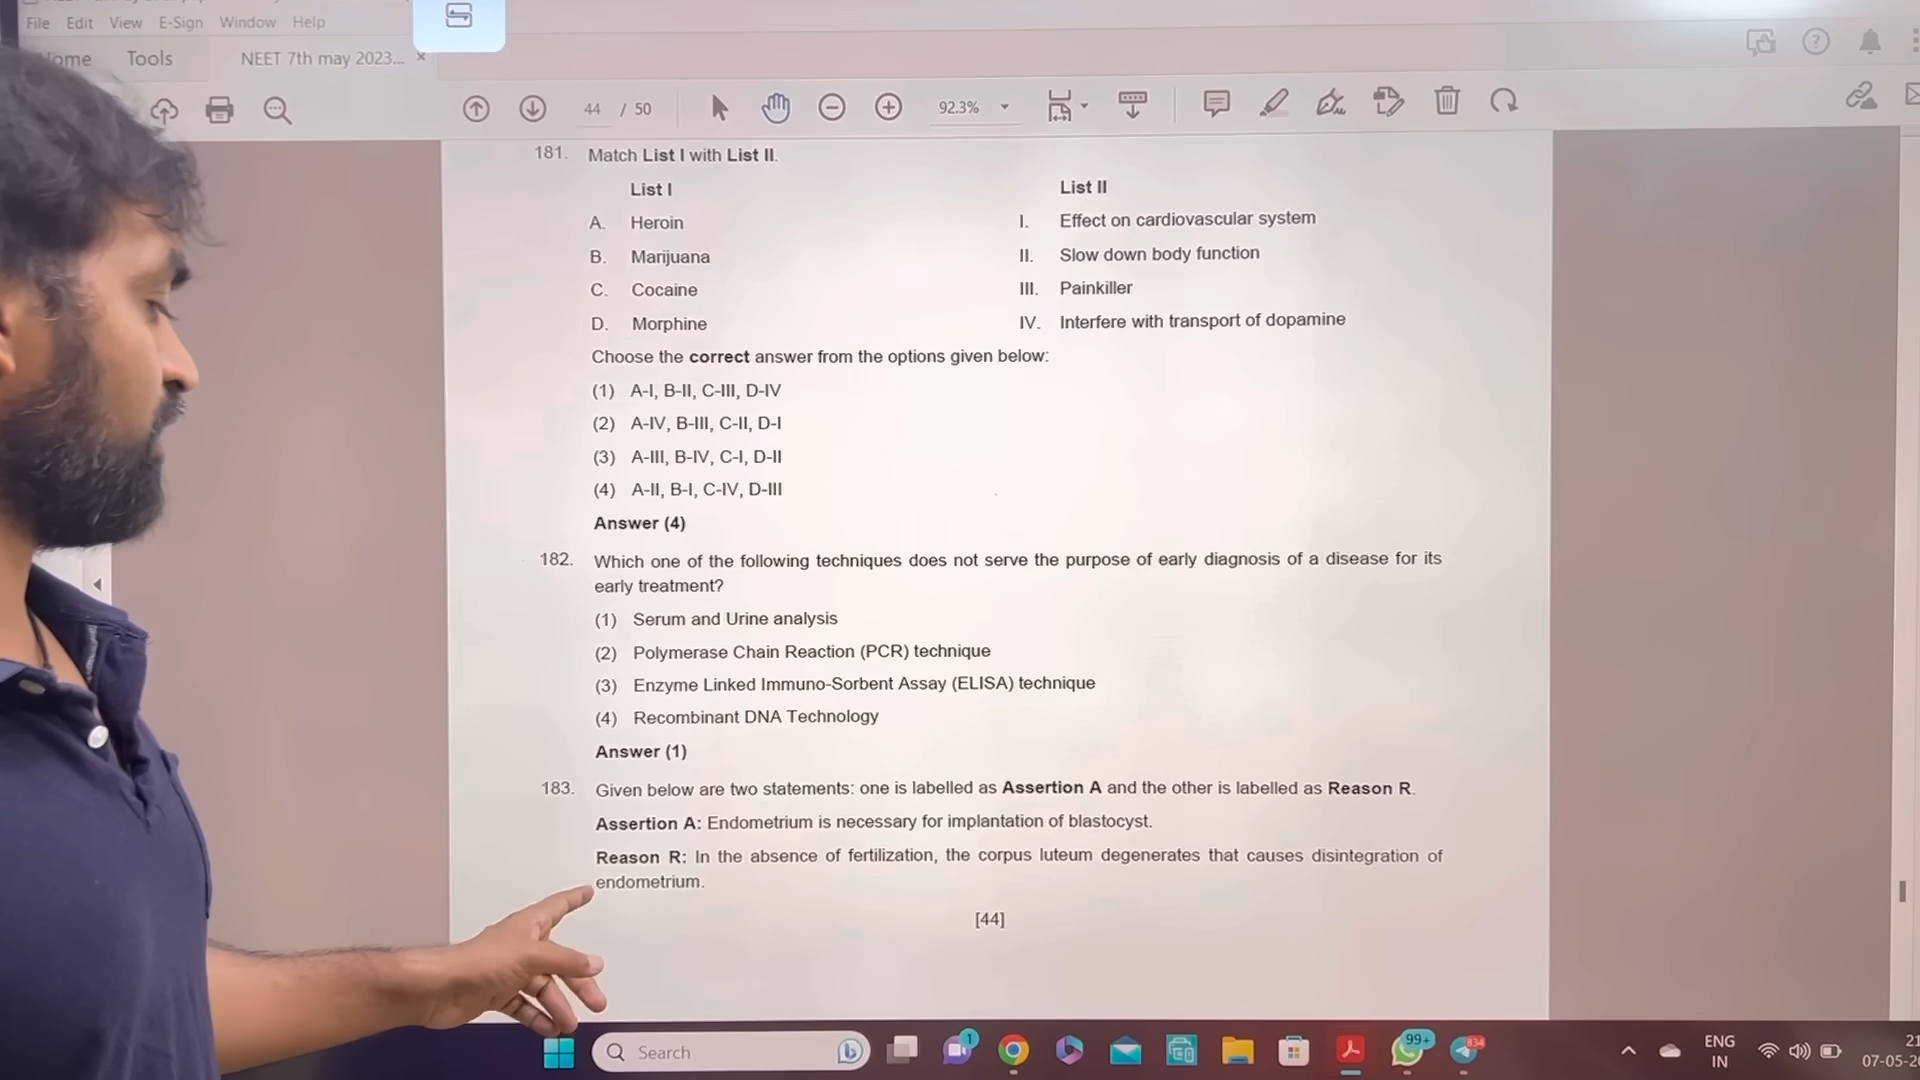 File Edit View E-Sign Window Help
ome Tools NEET 7th may 2023... ×
44 / 50 92.3%
181. Match List I with List II.
List I List II
A. Heroin I. Effect on cardiovascular system
B. Marijuana II. Slow down body function
C. Cocaine III. Painkiller
D. Morphine IV. Interfere with transport of dopamine
Choose the correct answer from the options given below:
(1) A-I, B-II, C-III, D-IV
(2) A-IV, B-III, C-II, D-I
(3) A-III, B-IV, C-I, D-II
(4) A-II, B-I, C-IV, D-III
Answer (4)
182. Which one of the following techniques does not serve the purpose of early diagnosis of a disease for its
early treatment?
(1) Serum and Urine analysis
(2) Polymerase Chain Reaction (PCR) technique
(3) Enzyme Linked Immuno-Sorbent Assay (ELISA) technique
(4) Recombinant DNA Technology
Answer (1)
183. Given below are two statements: one is labelled as Assertion A and the other is labelled as Reason R.
Assertion A: Endometrium is necessary for implantation of blastocyst.
Reason R: In the absence of fertilization, the corpus luteum degenerates that causes disintegration of
endometrium.
[44]
Search 1 99+ 834 ENG 21
IN 07-05-2